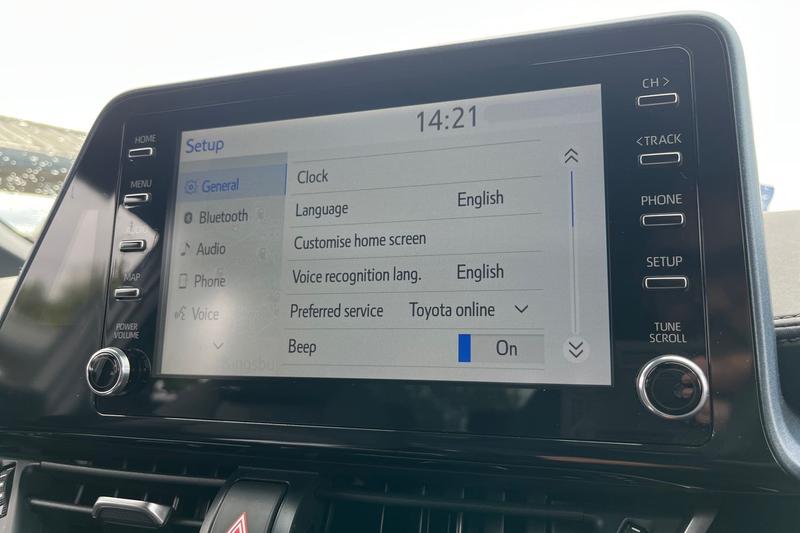 14:21
Setup
General
Bluetooth
Audio
Phone
Voice
Clock
Language English
Customise home screen
Voice recognition lang. English
Preferred service Toyota online
Beep On
HOME
MENU
AUDIO
MAP
POWER
VOLUME
CH >
< TRACK
PHONE
SETUP
TUNE
SCROLL